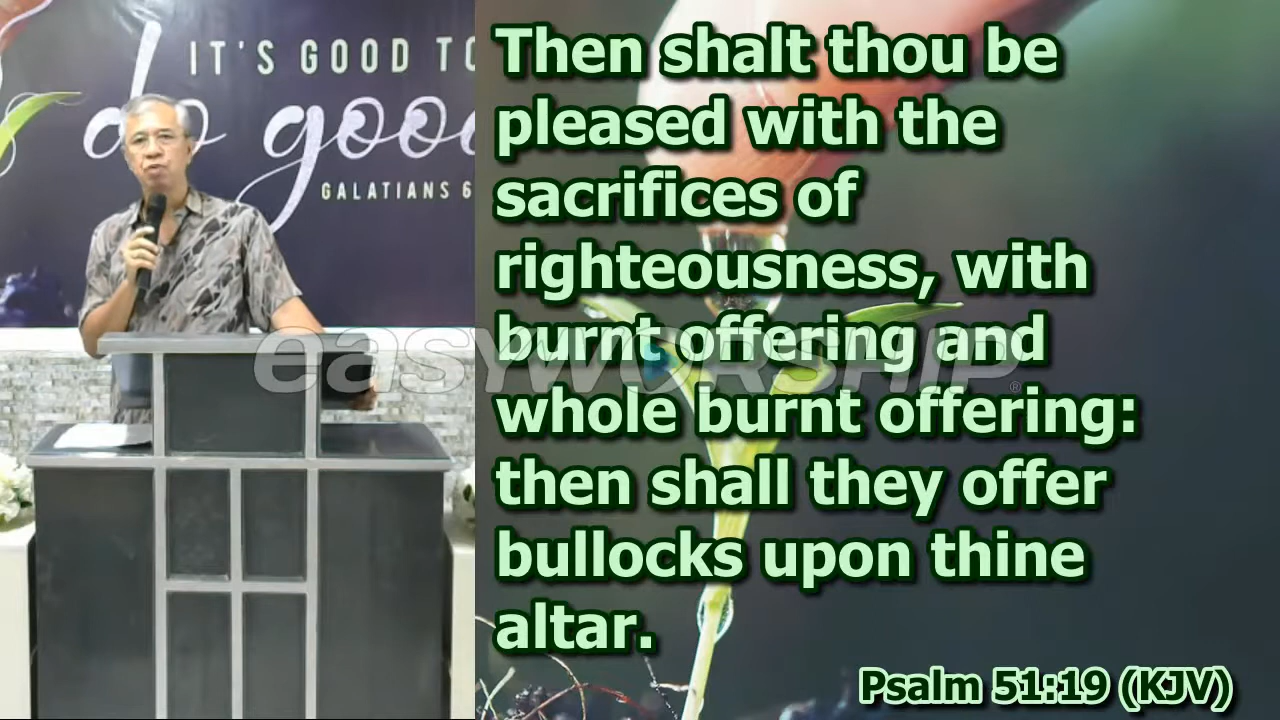 IT'S GOOD TO
do good
GALATIANS 6
Then shalt thou be
pleased with the
sacrifices of
righteousness, with
burnt offering and
whole burnt offering:
then shall they offer
bullocks upon thine
altar.
Psalm 51:19 (KJV)
easyWORSHIP®